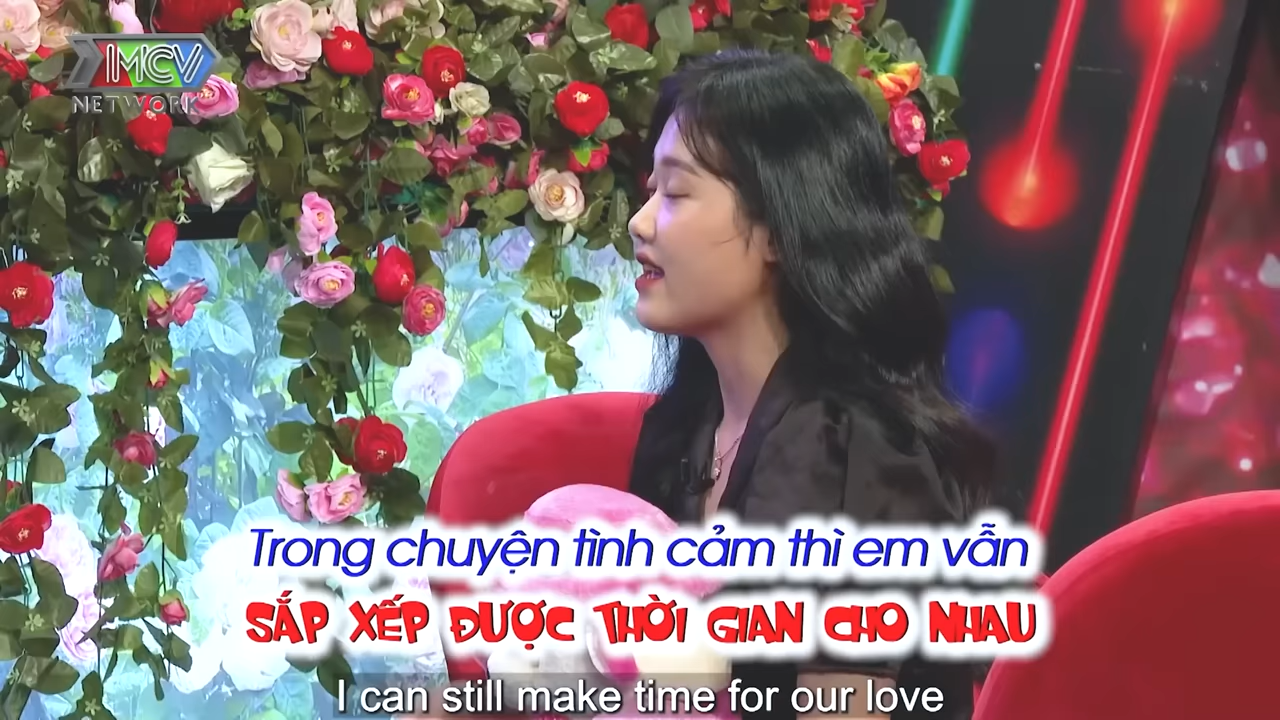 MCV
NETWORK
Trong chuyện tình cảm thì em vẫn
SẮP XẾP ĐƯỢC THỜI GIAN CHO NHAU
I can still make time for our love